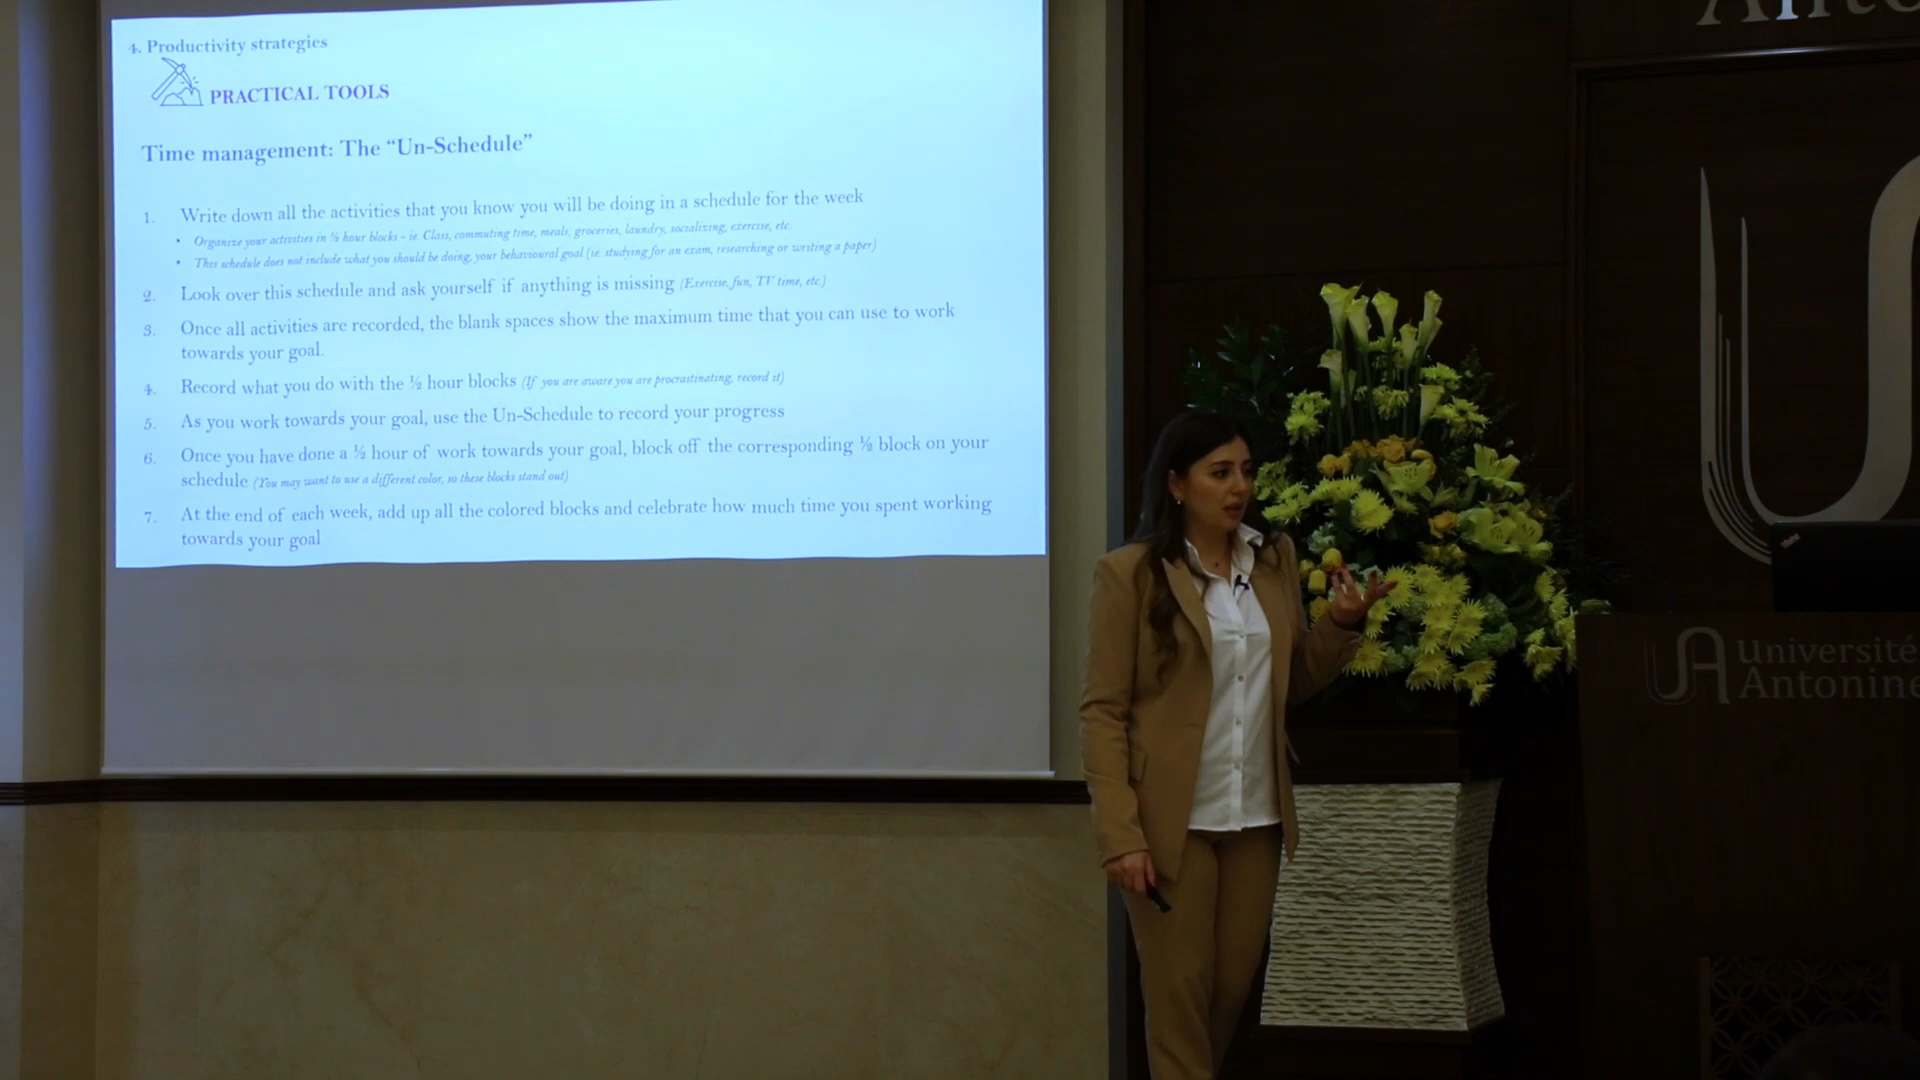 4. Productivity strategies
PRACTICAL TOOLS
Time management: The “Un-Schedule”
1. Write down all the activities that you know you will be doing in a schedule for the week
• Organize your activities in ½ hour blocks - ie. Class, commuting time, meals, groceries, laundry, socializing, exercise, etc.
• This schedule does not include what you should be doing, your behavioural goal (ie. studying for an exam, researching or writing a paper)
2. Look over this schedule and ask yourself if anything is missing (Exercise, fun, TV time, etc.)
3. Once all activities are recorded, the blank spaces show the maximum time that you can use to work
towards your goal.
4. Record what you do with the ½ hour blocks (If you are aware you are procrastinating, record it)
5. As you work towards your goal, use the Un-Schedule to record your progress
6. Once you have done a ½ hour of work towards your goal, block off the corresponding ½ block on your
schedule (You may want to use a different color, so these blocks stand out)
7. At the end of each week, add up all the colored blocks and celebrate how much time you spent working
towards your goal
UA
Université
Antonine